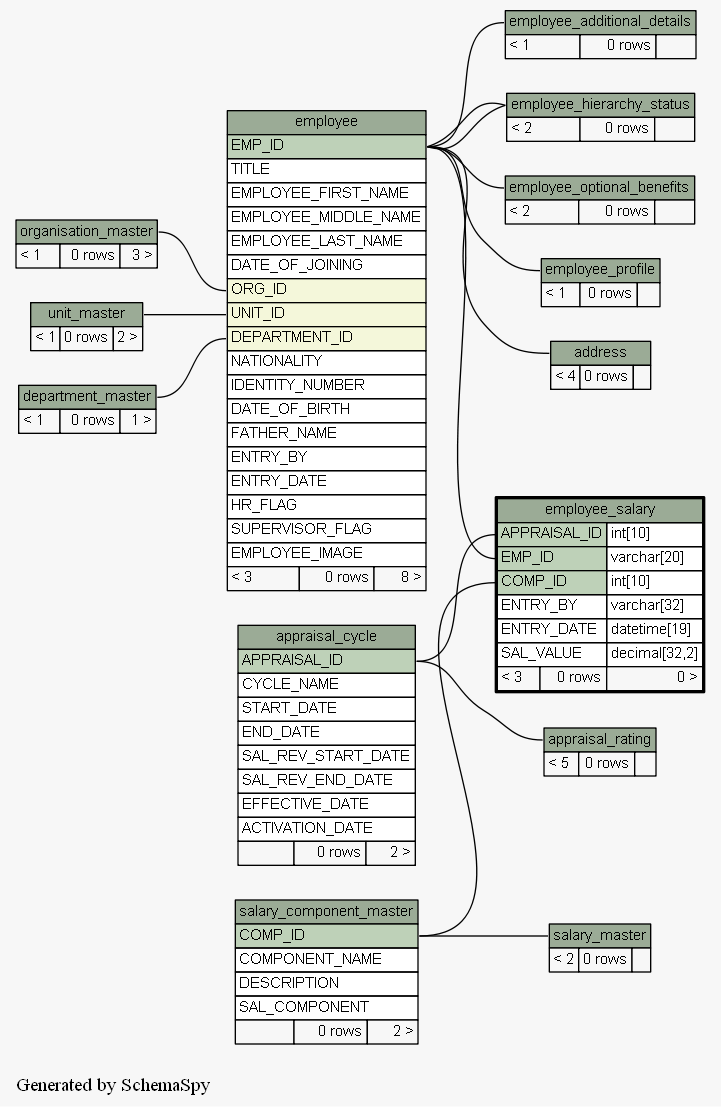 employee_additional_details
< 1 0 rows
employee_hierarchy_status
< 2 0 rows
employee_optional_benefits
< 2 0 rows
employee_profile
< 1 0 rows
address
< 4 0 rows
employee
EMP_ID
TITLE
EMPLOYEE_FIRST_NAME
EMPLOYEE_MIDDLE_NAME
EMPLOYEE_LAST_NAME
DATE_OF_JOINING
ORG_ID
UNIT_ID
DEPARTMENT_ID
NATIONALITY
IDENTITY_NUMBER
DATE_OF_BIRTH
FATHER_NAME
ENTRY_BY
ENTRY_DATE
HR_FLAG
SUPERVISOR_FLAG
EMPLOYEE_IMAGE
< 3 0 rows 8 >
organisation_master
< 1 0 rows 3 >
unit_master
< 1 0 rows 2 >
department_master
< 1 0 rows 1 >
employee_salary
APPRAISAL_ID int[10]
EMP_ID varchar[20]
COMP_ID int[10]
ENTRY_BY varchar[32]
ENTRY_DATE datetime[19]
SAL_VALUE decimal[32,2]
< 3 0 rows 0 >
appraisal_cycle
APPRAISAL_ID
CYCLE_NAME
START_DATE
END_DATE
SAL_REV_START_DATE
SAL_REV_END_DATE
EFFECTIVE_DATE
ACTIVATION_DATE
0 rows 2 >
appraisal_rating
< 5 0 rows
salary_component_master
COMP_ID
COMPONENT_NAME
DESCRIPTION
SAL_COMPONENT
0 rows 2 >
salary_master
< 2 0 rows
Generated by SchemaSpy